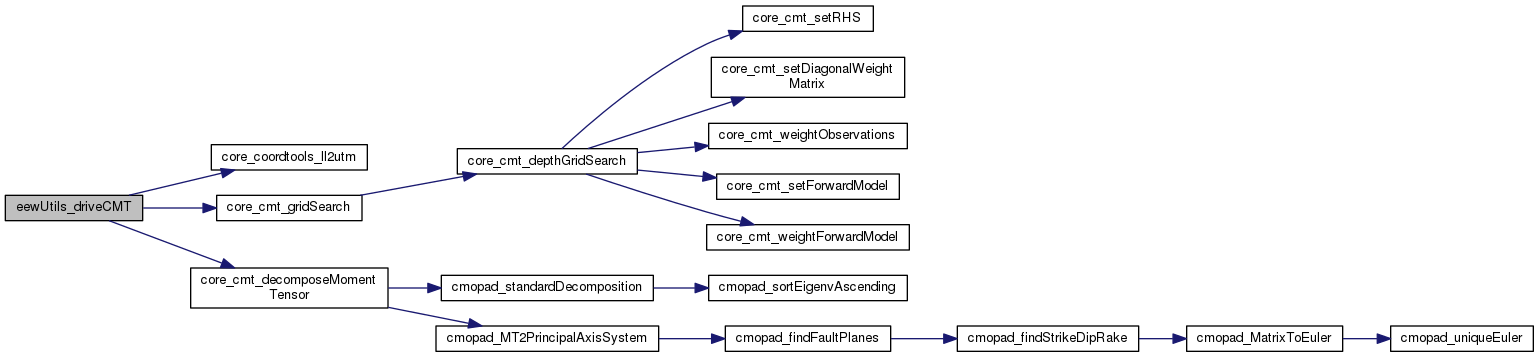 core_cmt_setRHS
core_cmt_setDiagonalWeight
Matrix
core_cmt_weightObservations
core_coordtools_ll2utm
core_cmt_depthGridSearch
core_cmt_setForwardModel
eewUtils_driveCMT
core_cmt_gridSearch
core_cmt_weightForwardModel
core_cmt_decomposeMoment
Tensor
cmopad_standardDecomposition
cmopad_sortEigenvAscending
cmopad_MT2PrincipalAxisSystem
cmopad_findFaultPlanes
cmopad_findStrikeDipRake
cmopad_MatrixToEuler
cmopad_uniqueEuler